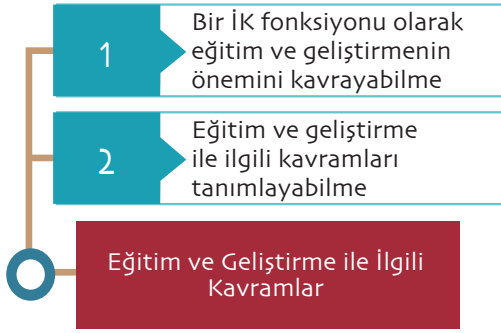 1
Bir İK fonksiyonu olarak
eğitim ve geliştirmenin
önemini kavrayabilme
2
Eğitim ve geliştirme
ile ilgili kavramları
tanımlayabilme
Eğitim ve Geliştirme ile İlgili
Kavramlar